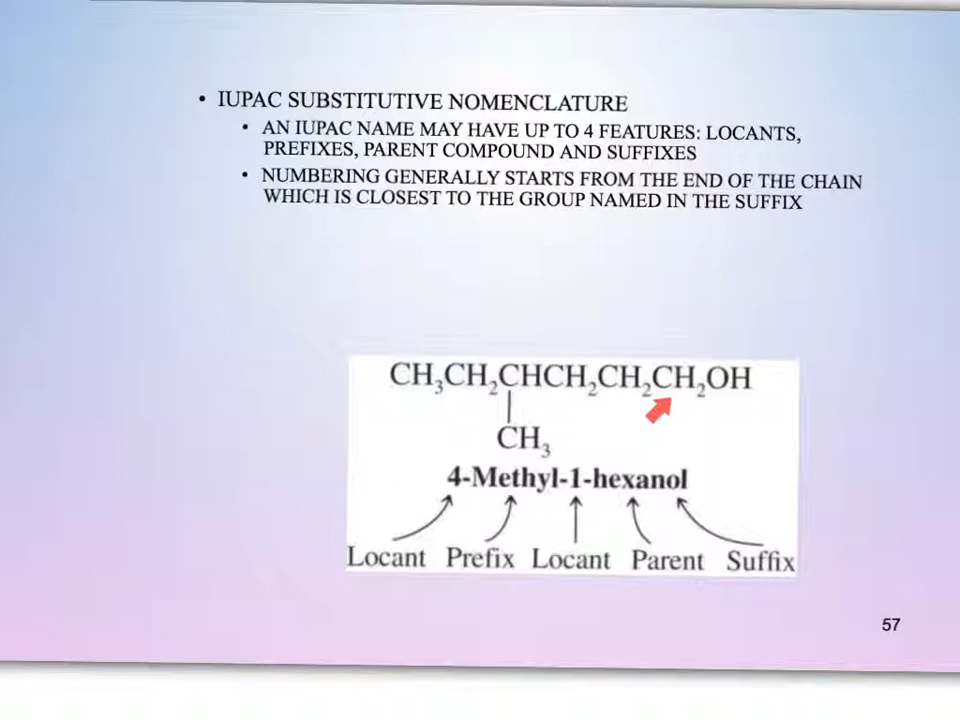 • IUPAC SUBSTITUTIVE NOMENCLATURE
• AN IUPAC NAME MAY HAVE UP TO 4 FEATURES: LOCANTS,
PREFIXES, PARENT COMPOUND AND SUFFIXES
• NUMBERING GENERALLY STARTS FROM THE END OF THE CHAIN
WHICH IS CLOSEST TO THE GROUP NAMED IN THE SUFFIX
CH₃CH₂CHCH₂CH₂CH₂OH
CH₃
4-Methyl-1-hexanol
Locant Prefix Locant Parent Suffix
57